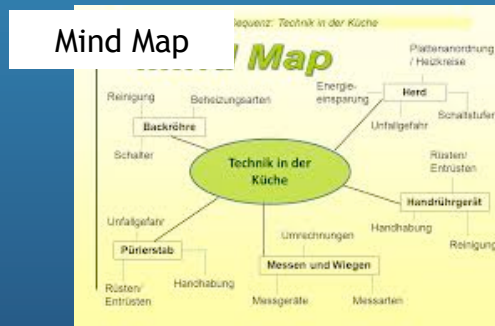 Sequenz: Technik in der Küche
Mind Map
Map
Plattenanordnung
/ Heizkreise
Energie-
einsparung
Herd
Unfallgefahr
Schaltstufen
Reinigung
Beheizungsarten
Backröhre
Schalter
Technik in der
Küche
Rüsten/
Entrüsten
Handrührgerät
Handhabung
Reinigung
Unfallgefahr
Pürierstab
Rüsten/
Entrüsten
Handhabung
Umrechnungen
Messen und Wiegen
Messgeräte
Messarten